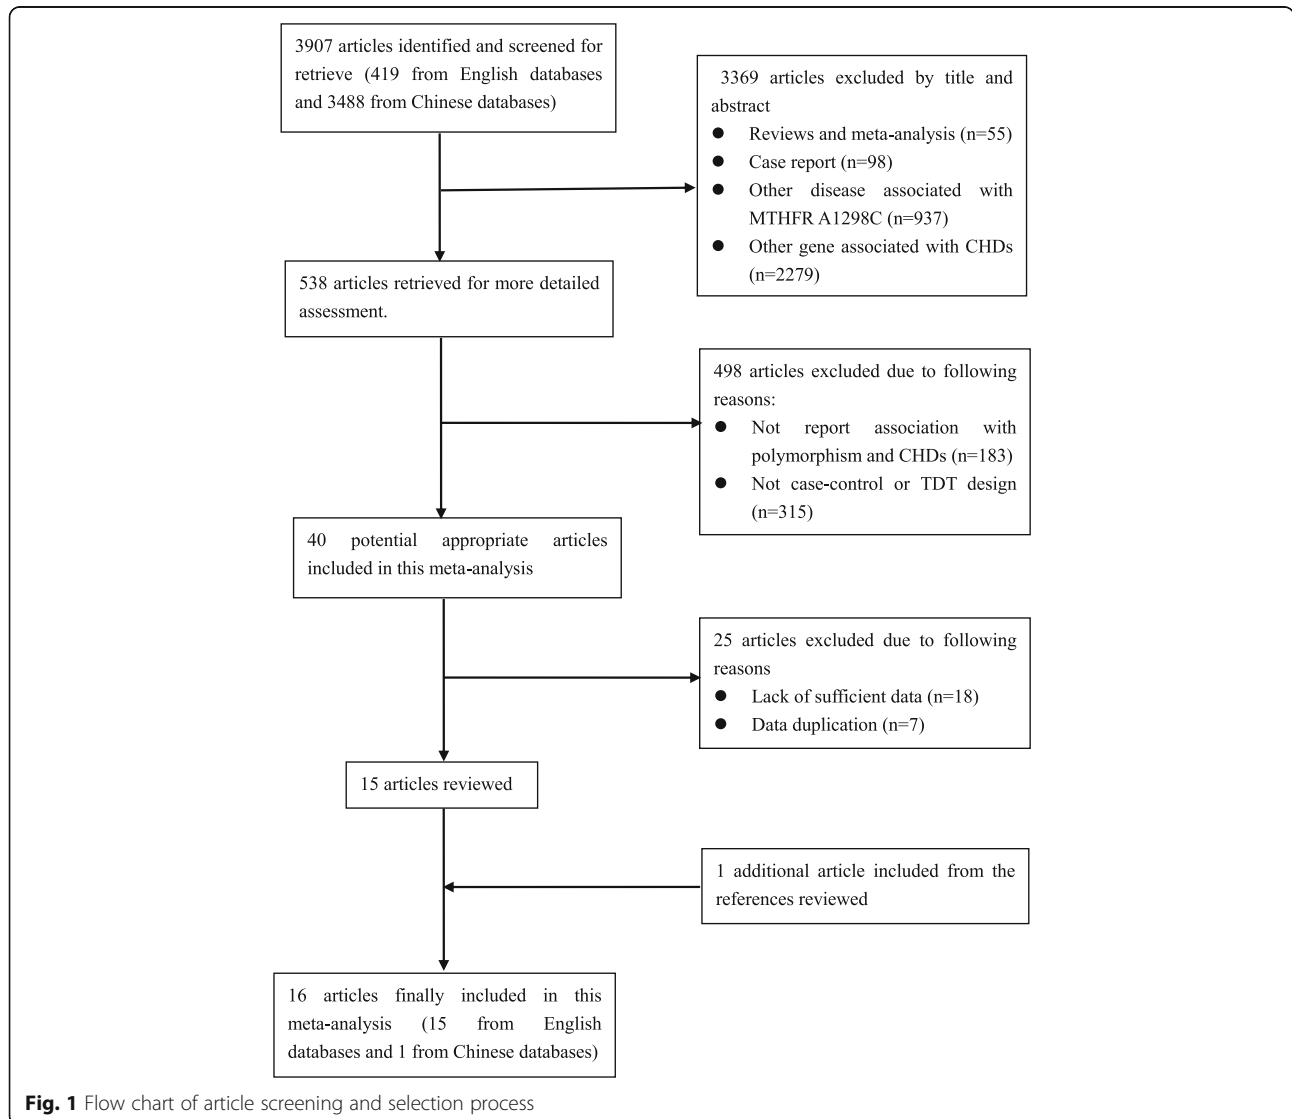 3907 articles identified and screened for
retrieve (419 from English databases
and 3488 from Chinese databases)
3369 articles excluded by title and
abstract
● Reviews and meta-analysis (n=55)
● Case report (n=98)
● Other disease associated with
MTHFR A1298C (n=937)
● Other gene associated with CHDs
(n=2279)
538 articles retrieved for more detailed
assessment.
498 articles excluded due to following
reasons:
● Not report association with
polymorphism and CHDs (n=183)
● Not case-control or TDT design
(n=315)
40 potential appropriate articles
included in this meta-analysis
25 articles excluded due to following
reasons
● Lack of sufficient data (n=18)
● Data duplication (n=7)
15 articles reviewed
1 additional article included from the
references reviewed
16 articles finally included in this
meta-analysis (15 from English
databases and 1 from Chinese databases)
Fig. 1 Flow chart of article screening and selection process